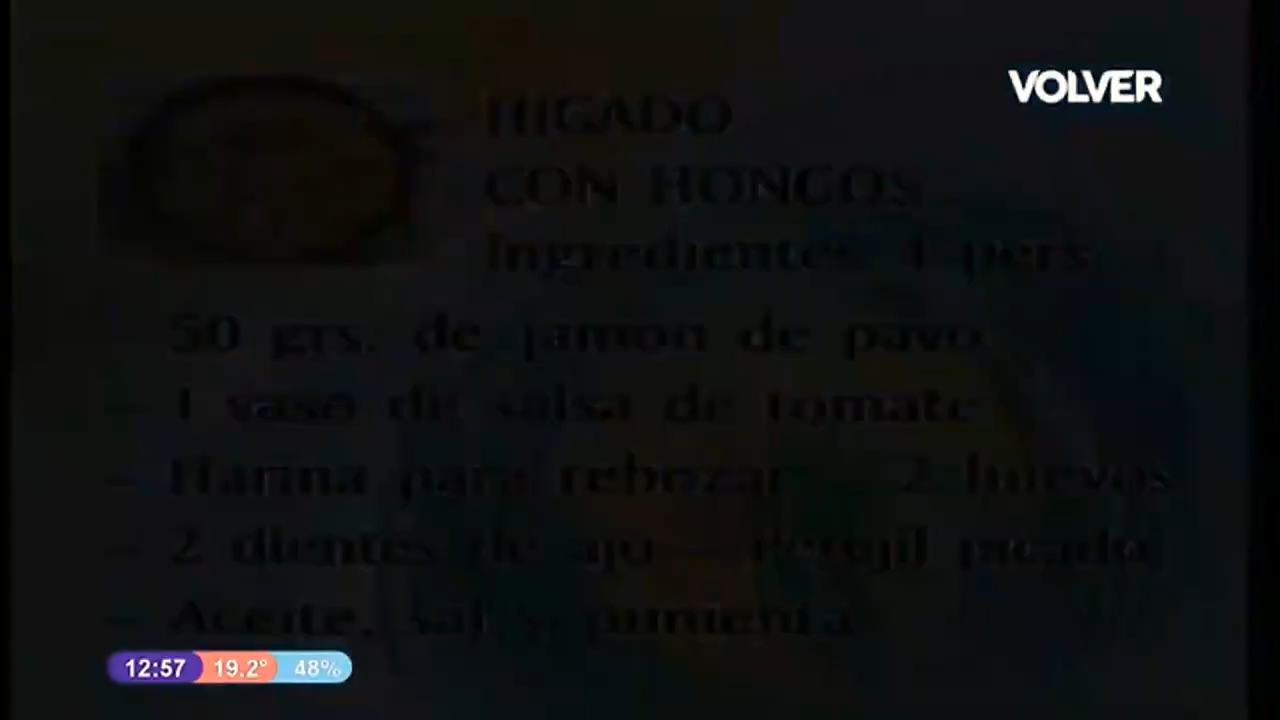 VOLVER
HIGADO
CON HONGOS
Ingredientes 4 pers.
50 grs. de jamon de pavo
- 1 vaso de salsa de tomate
- Harina para rebozar - 2 huevos
- 2 dientes de ajo - Perejil picado
- Aceite, sal y pimienta
12:57 19.2° 48%